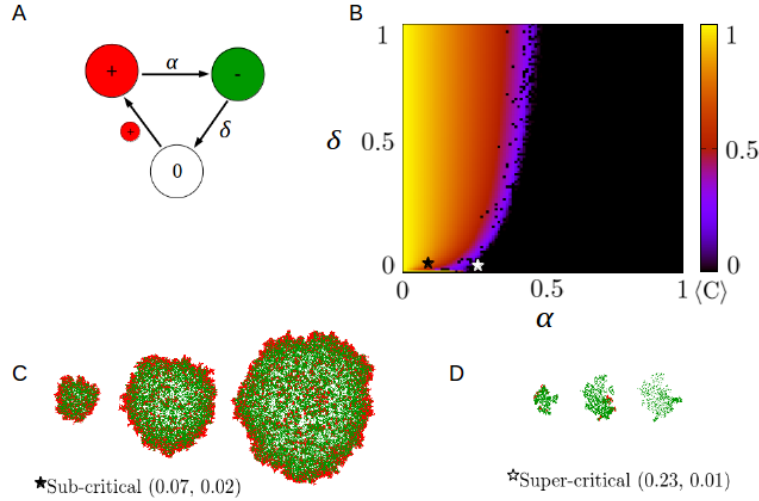 A
+
α
-
+
δ
0
B
1
δ
0.5
0
0
0.5
1
α
1
0.5
0
⟨C⟩
C
★Sub-critical (0.07, 0.02)
D
☆Super-critical (0.23, 0.01)